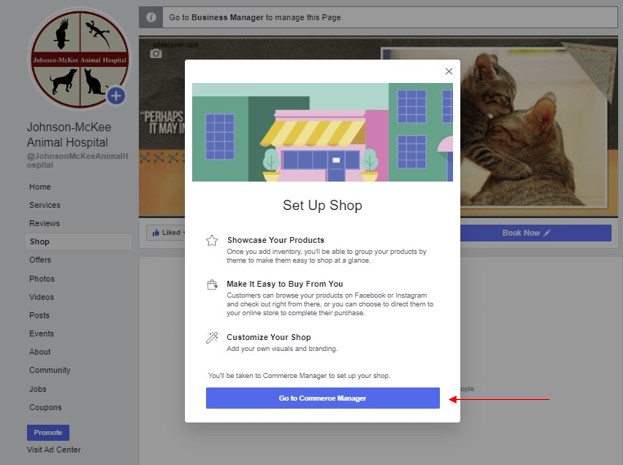 Go to Business Manager to manage this Page.
Johnson-McKee Animal Hospital
"PERHAPS
IT MAY I
Johnson-McKee
Animal Hospital
@JohnsonMcKeeAnimalH
ospital
Home
Services
Reviews
Shop
Offers
Photos
Videos
Posts
Events
About
Community
Jobs
Coupons
Promote
Visit Ad Center
Liked
Book Now
Set Up Shop
Showcase Your Products
Once you add inventory, you'll be able to group your products by
theme to make them easy to shop at a glance.
Make It Easy to Buy From You
Customers can browse your products on Facebook or Instagram
and check out right from there, or you can choose to direct them to
your online store to complete their purchase.
Customize Your Shop
Add your own visuals and branding.
You'll be taken to Commerce Manager to set up your shop.
Go to Commerce Manager